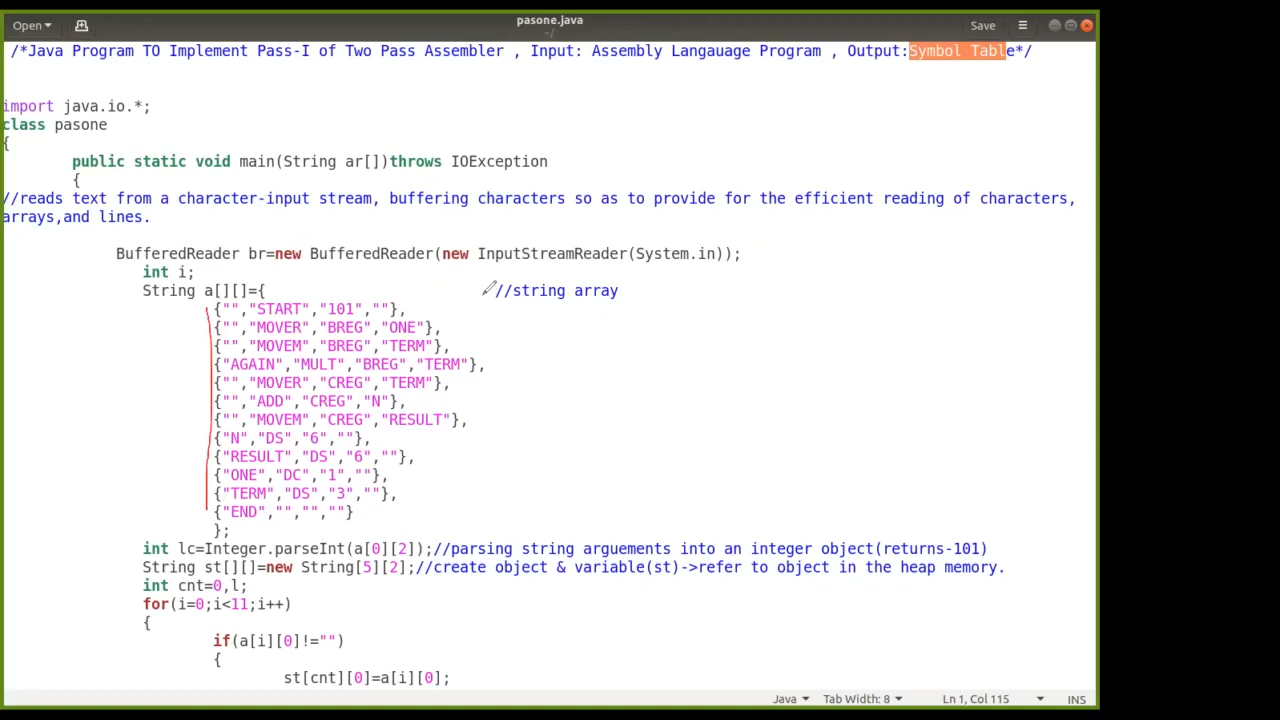 Open
pasone.java
~/
Save
/*Java Program TO Implement Pass-I of Two Pass Assembler , Input: Assembly Langauage Program , Output:Symbol Table*/
import java.io.*;
class pasone
{
public static void main(String ar[])throws IOException
{
//reads text from a character-input stream, buffering characters so as to provide for the efficient reading of characters,
arrays,and lines.
BufferedReader br=new BufferedReader(new InputStreamReader(System.in));
int i;
String a[][]={ //string array
{"","START","101",""},
{"","MOVER","BREG","ONE"},
{"","MOVEM","BREG","TERM"},
{"AGAIN","MULT","BREG","TERM"},
{"","MOVER","CREG","TERM"},
{"","ADD","CREG","N"},
{"","MOVEM","CREG","RESULT"},
{"N","DS","6",""},
{"RESULT","DS","6",""},
{"ONE","DC","1",""},
{"TERM","DS","3",""},
{"END","","",""}
};
int lc=Integer.parseInt(a[0][2]);//parsing string arguements into an integer object(returns-101)
String st[][]=new String[5][2];//create object & variable(st)->refer to object in the heap memory.
int cnt=0,l;
for(i=0;i<11;i++)
{
if(a[i][0]!="")
{
st[cnt][0]=a[i][0];
Java Tab Width: 8 Ln 1, Col 115 INS